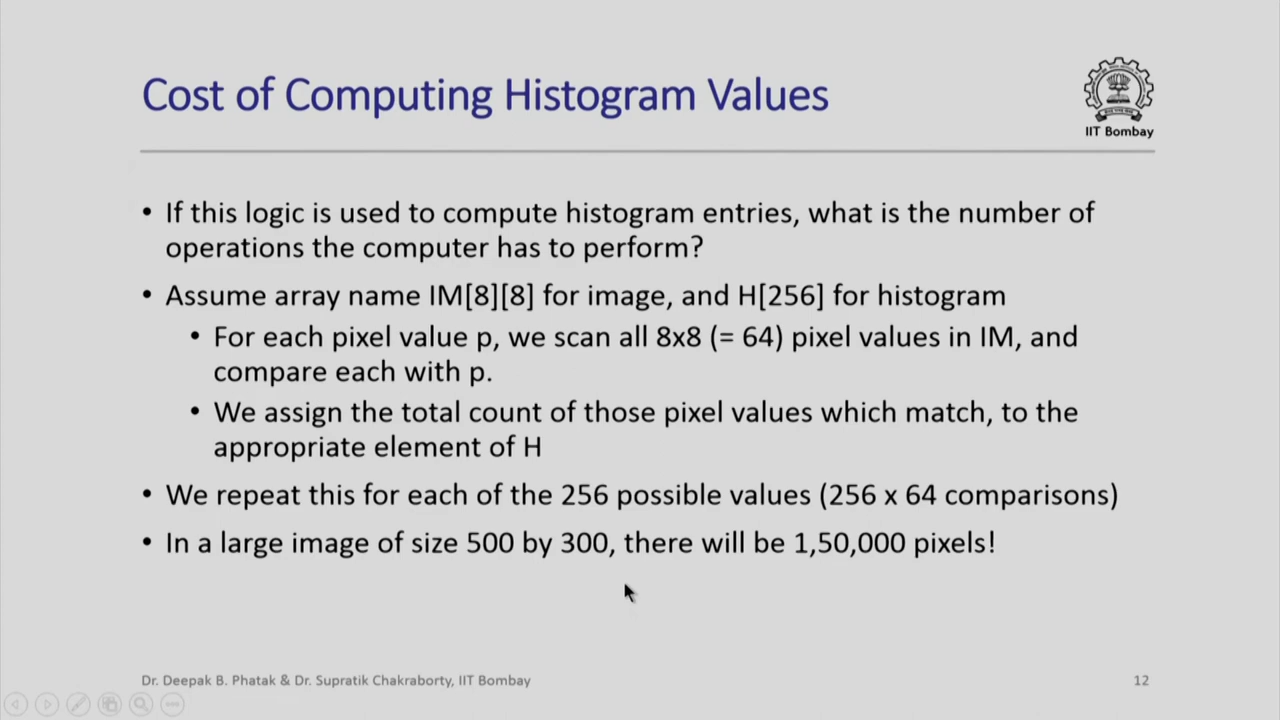 Cost of Computing Histogram Values
IIT Bombay
• If this logic is used to compute histogram entries, what is the number of
operations the computer has to perform?
• Assume array name IM[8][8] for image, and H[256] for histogram
• For each pixel value p, we scan all 8x8 (= 64) pixel values in IM, and
compare each with p.
• We assign the total count of those pixel values which match, to the
appropriate element of H
• We repeat this for each of the 256 possible values (256 x 64 comparisons)
• In a large image of size 500 by 300, there will be 1,50,000 pixels!
Dr. Deepak B. Phatak & Dr. Supratik Chakraborty, IIT Bombay
12